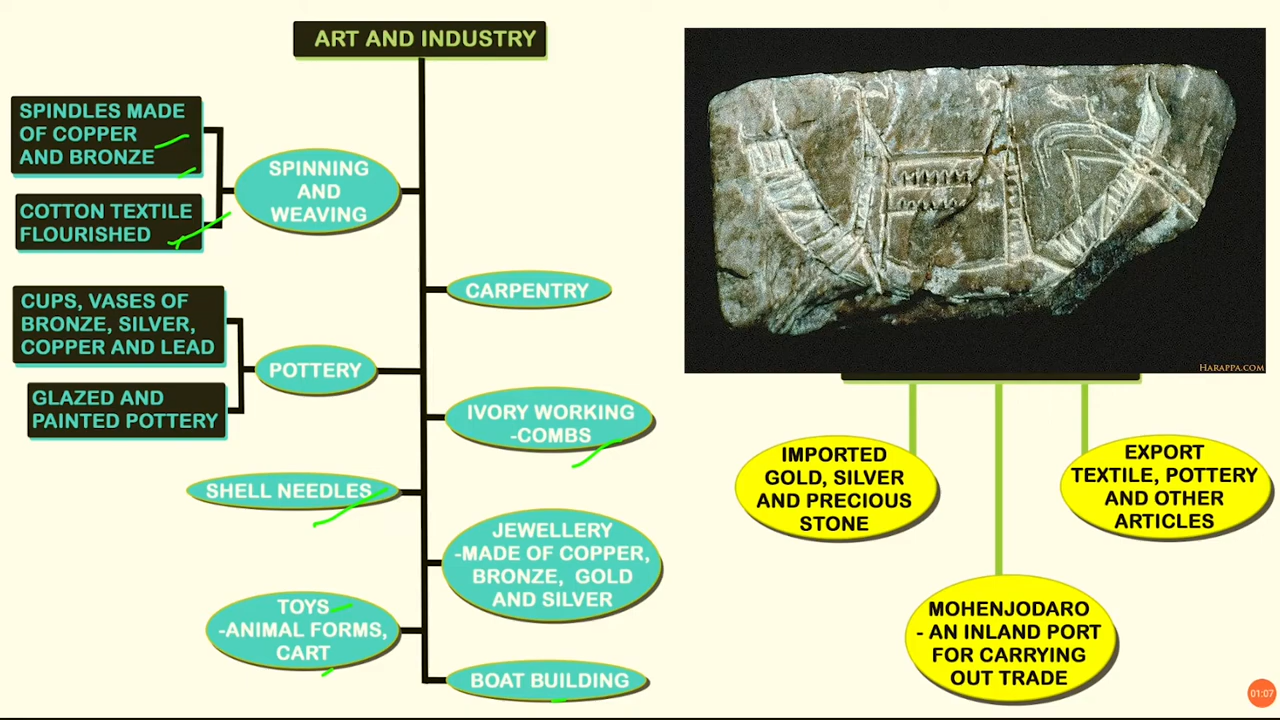 ART AND INDUSTRY
SPINDLES MADE
OF COPPER
AND BRONZE
COTTON TEXTILE
FLOURISHED
SPINNING
AND
WEAVING
CARPENTRY
CUPS, VASES OF
BRONZE, SILVER,
COPPER AND LEAD
GLAZED AND
PAINTED POTTERY
POTTERY
IVORY WORKING
-COMBS
SHELL NEEDLES
JEWELLERY
-MADE OF COPPER,
BRONZE, GOLD
AND SILVER
TOYS
-ANIMAL FORMS,
CART
BOAT BUILDING
HARAPPA.COM
IMPORTED
GOLD, SILVER
AND PRECIOUS
STONE
EXPORT
TEXTILE, POTTERY
AND OTHER
ARTICLES
MOHENJODARO
- AN INLAND PORT
FOR CARRYING
OUT TRADE
01:07